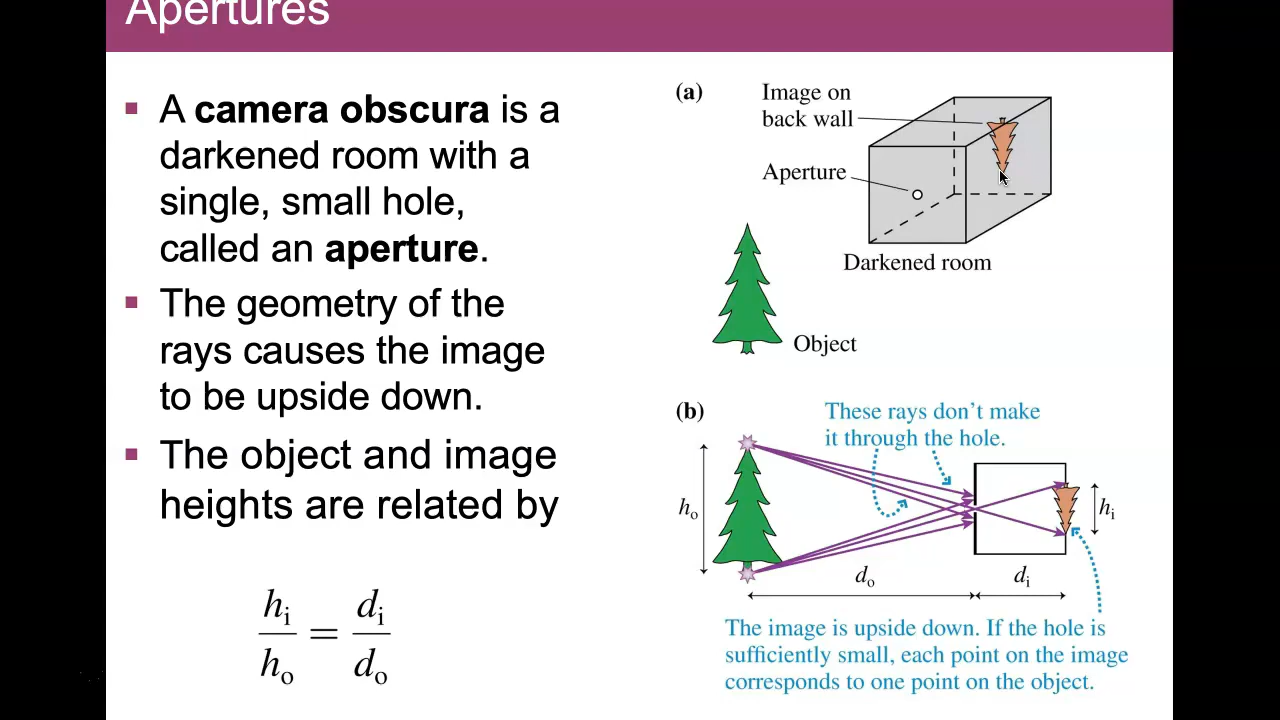 Apertures
▪ A camera obscura is a
darkened room with a
single, small hole,
called an aperture.
▪ The geometry of the
rays causes the image
to be upside down.
▪ The object and image
heights are related by
hᵢ/hₒ = dᵢ/dₒ
(a)
Image on
back wall
Aperture
Darkened room
Object
(b)
These rays don’t make
it through the hole.
hₒ
hᵢ
dₒ
dᵢ
The image is upside down. If the hole is
sufficiently small, each point on the image
corresponds to one point on the object.